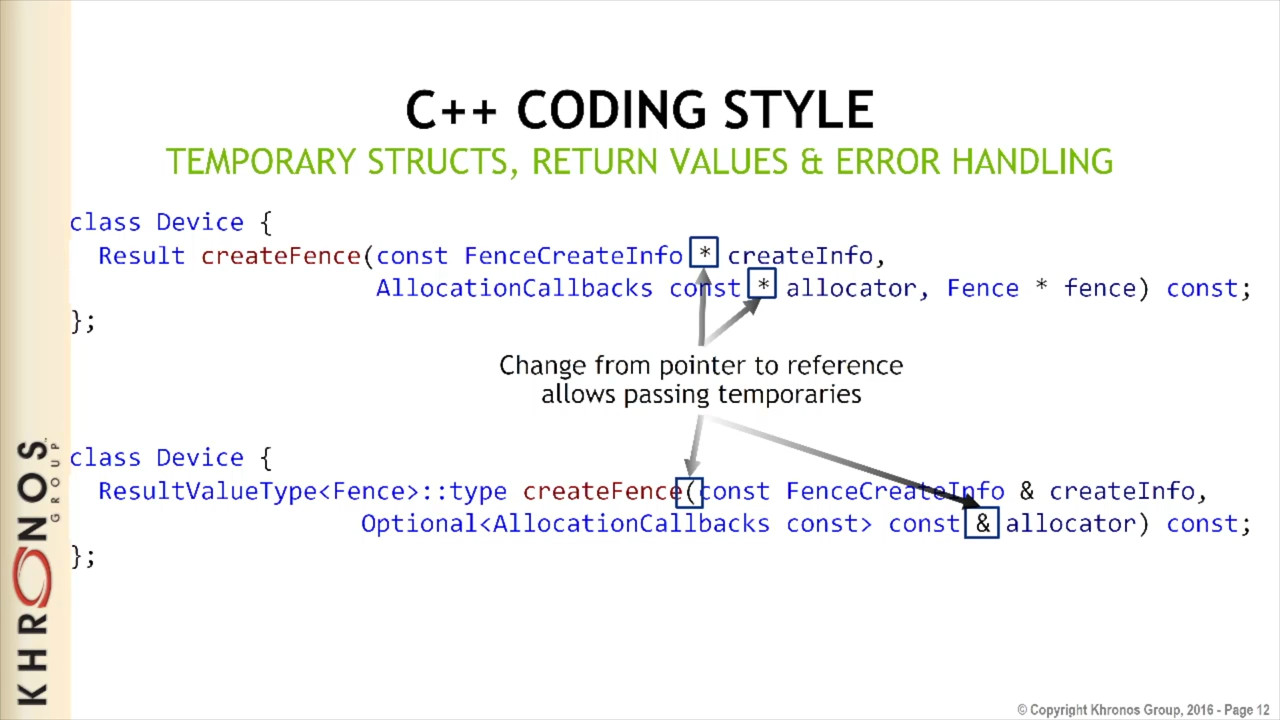 C++ CODING STYLE
TEMPORARY STRUCTS, RETURN VALUES & ERROR HANDLING
class Device {
Result createFence(const FenceCreateInfo * createInfo,
AllocationCallbacks const * allocator, Fence * fence) const;
};
Change from pointer to reference
allows passing temporaries
class Device {
ResultValueType<Fence>::type createFence(const FenceCreateInfo & createInfo,
Optional<AllocationCallbacks const> const & allocator) const;
};
KHRONOS
GROUP
© Copyright Khronos Group, 2016 - Page 12